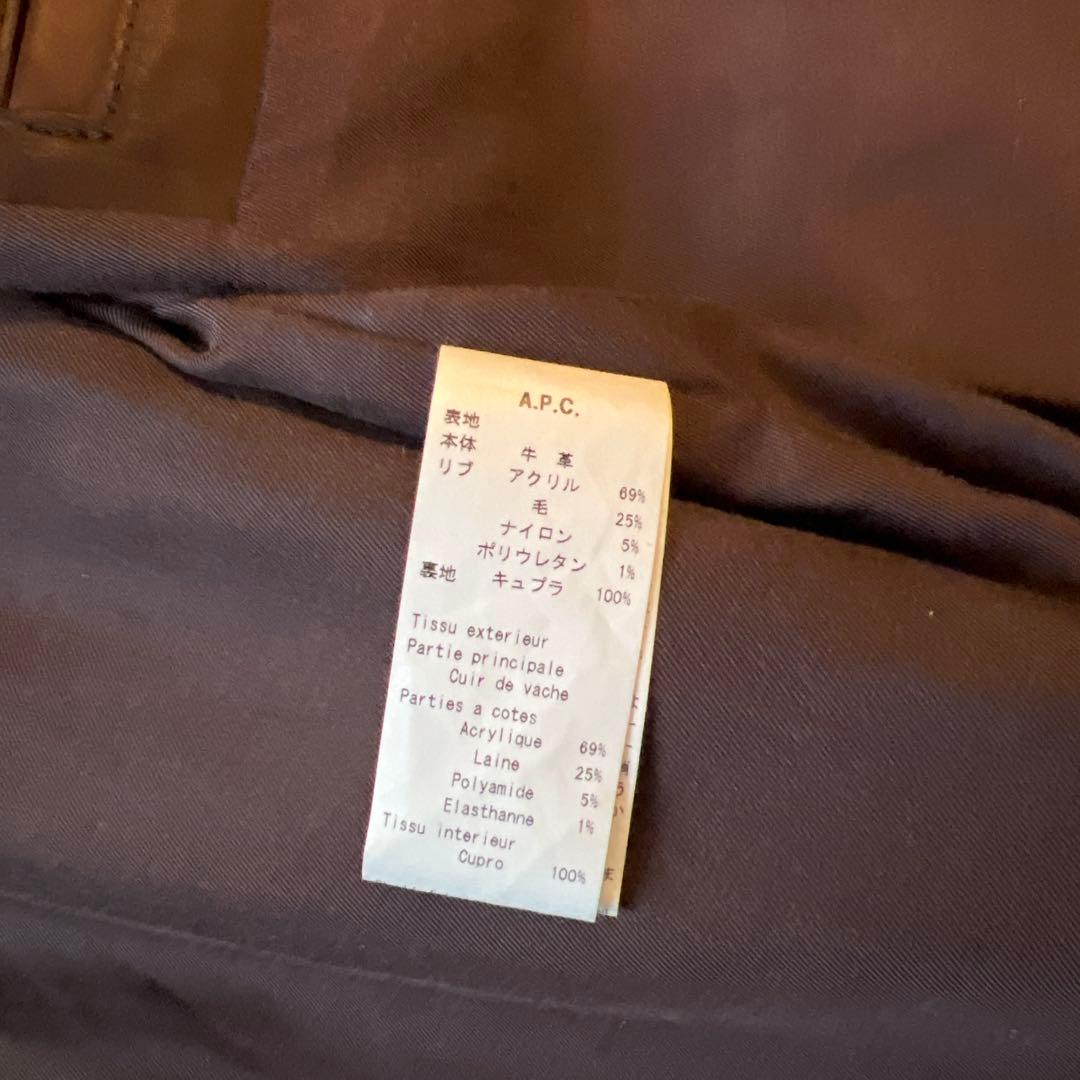 A.P.C.
表地
本体 牛 革
リブ アクリル 69%
毛 25%
ナイロン 5%
ポリウレタン 1%
裏地 キュプラ 100%
Tissu exterieur
Partie principale
Cuir de vache
Parties a cotes
Acrylique 69%
Laine 25%
Polyamide 5%
Elasthanne 1%
Tissu interieur
Cupro 100%